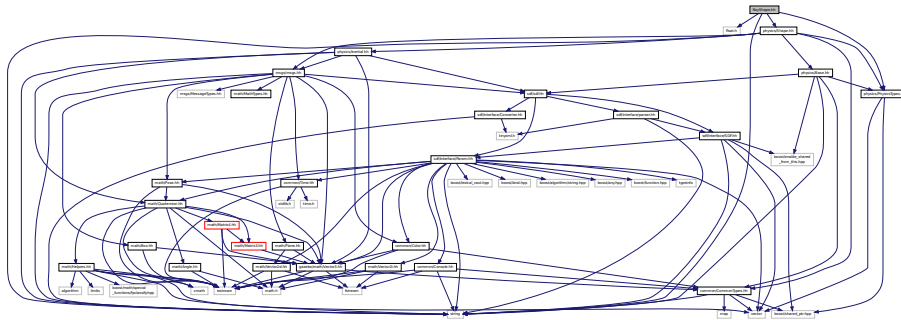 RayShape.hh
float.h
physics/Shape.hh
physics/Inertial.hh
msgs/msgs.hh
physics/Base.hh
msgs/MessageTypes.hh
math/MathTypes.hh
sdf/sdf.hh
physics/PhysicsTypes.hh
sdf/interface/Converter.hh
sdf/interface/parser.hh
tinyxml.h
sdf/interface/SDF.hh
sdf/interface/Param.hh
boost/enable_shared
_from_this.hpp
math/Pose.hh
common/Time.hh
boost/lexical_cast.hpp
boost/bind.hpp
boost/algorithm/string.hpp
boost/any.hpp
boost/function.hpp
typeinfo
math/Quaternion.hh
stdlib.h
time.h
math/Matrix4.hh
math/Box.hh
math/Matrix3.hh
math/Plane.hh
common/Color.hh
math/Helpers.hh
math/Angle.hh
math/Vector2d.hh
gazebo/math/Vector3.hh
math/Vector2i.hh
common/Console.hh
algorithm
limits
boost/math/special
_functions/fpclassify.hpp
cmath
iostream
math.h
fstream
common/CommonTypes.hh
string
map
vector
boost/shared_ptr.hpp